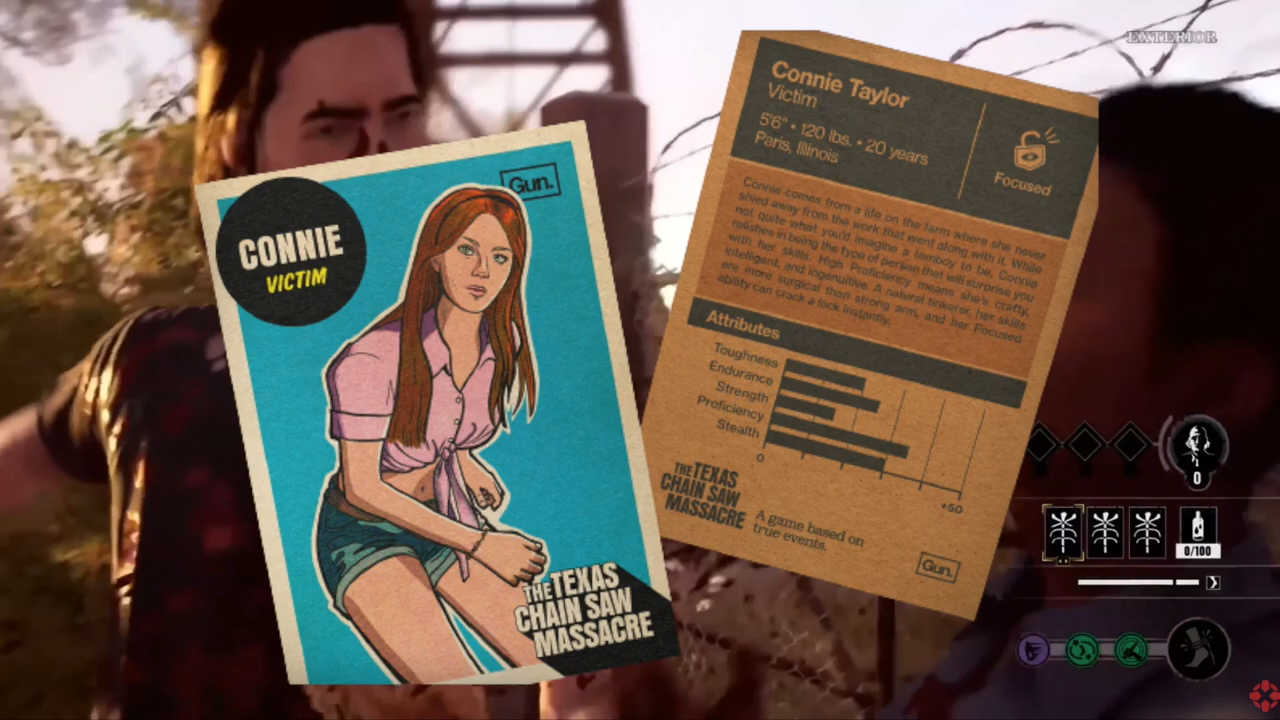 EXTERIOR
CONNIE
VICTIM
Gun.
THE TEXAS
CHAIN SAW
MASSACRE
Connie Taylor
Victim
5'6" • 120 lbs. • 20 years
Paris, Illinois
Focused
Connie comes from a life on the farm where she never
shied away from the work that went along with it. While
not quite what you'd imagine a tomboy to be, Connie
relishes in being the type of person that will surprise you
with her skills. High Proficiency means she's crafty,
intelligent, and ingenuitive. A natural tinkerer, her skills
are more surgical than strong arm, and her Focused
ability can crack a lock instantly.
Attributes
Toughness
Endurance
Strength
Proficiency
Stealth
0
+50
THE TEXAS
CHAIN SAW
MASSACRE
A game based on
true events.
Gun.
0
0/100